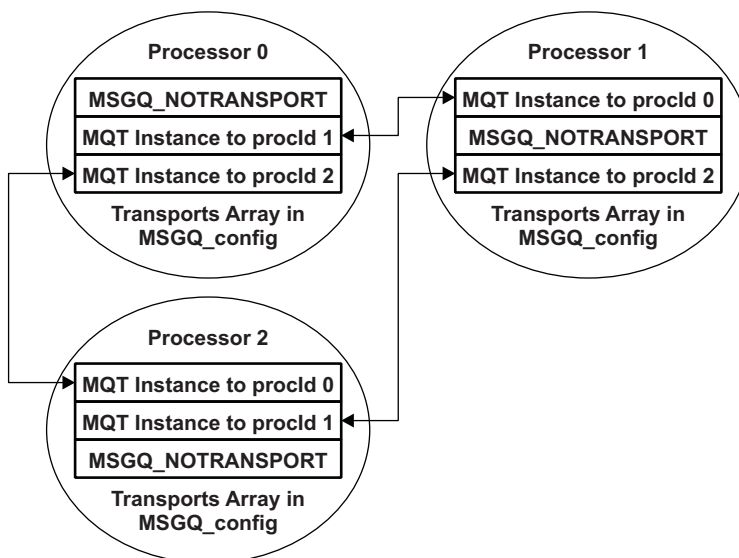 Processor 0
MSGQ_NOTRANSPORT
MQT Instance to procId 1
MQT Instance to procId 2
Transports Array in
MSGQ_config
Processor 1
MQT Instance to procId 0
MSGQ_NOTRANSPORT
MQT Instance to procId 2
Transports Array in
MSGQ_config
Processor 2
MQT Instance to procId 0
MQT Instance to procId 1
MSGQ_NOTRANSPORT
Transports Array in
MSGQ_config